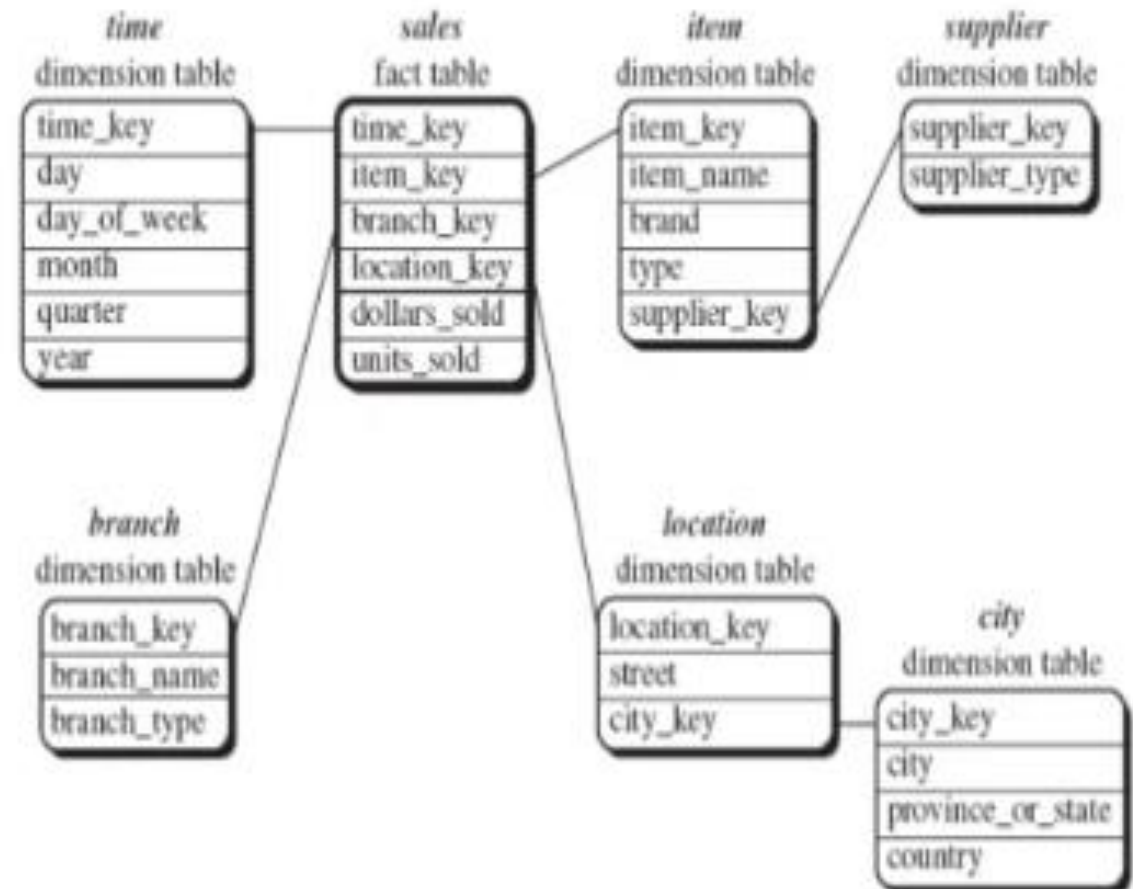 time
dimension table
time_key
day
day_of_week
month
quarter
year
sales
fact table
time_key
item_key
branch_key
location_key
dollars_sold
units_sold
item
dimension table
item_key
item_name
brand
type
supplier_key
supplier
dimension table
supplier_key
supplier_type
branch
dimension table
branch_key
branch_name
branch_type
location
dimension table
location_key
street
city_key
city
dimension table
city_key
city
province_or_state
country